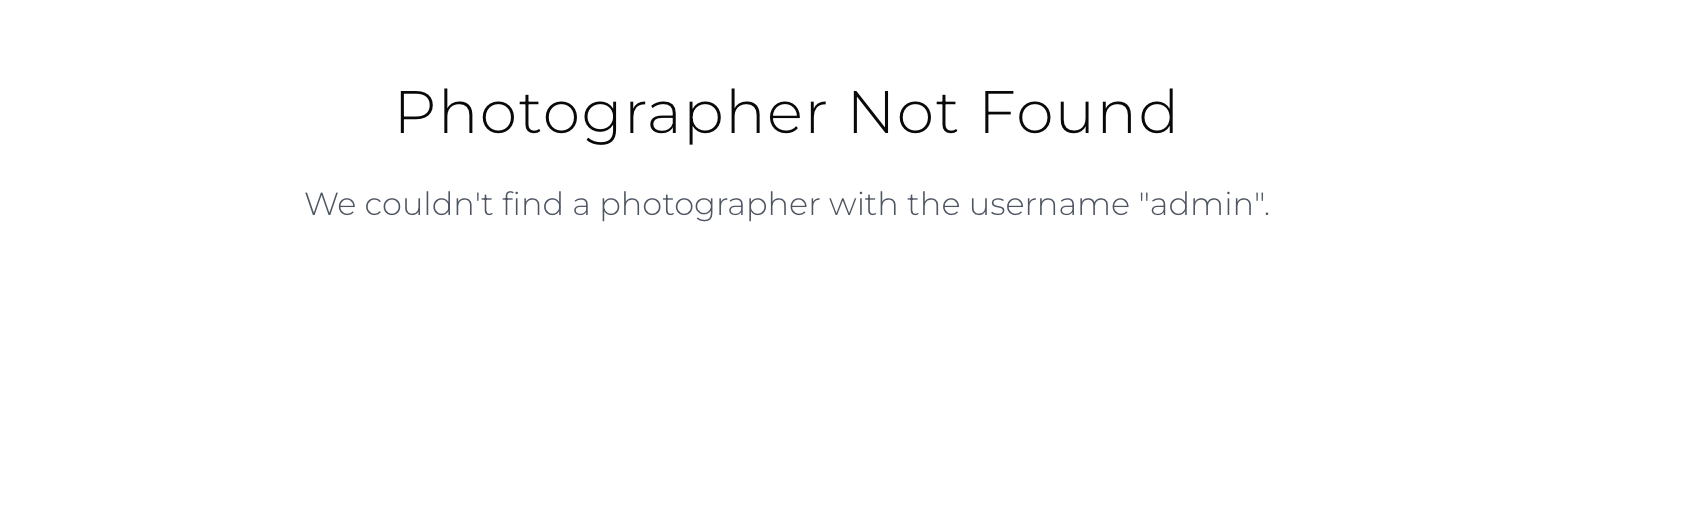 Photographer Not Found
We couldn't find a photographer with the username "admin".